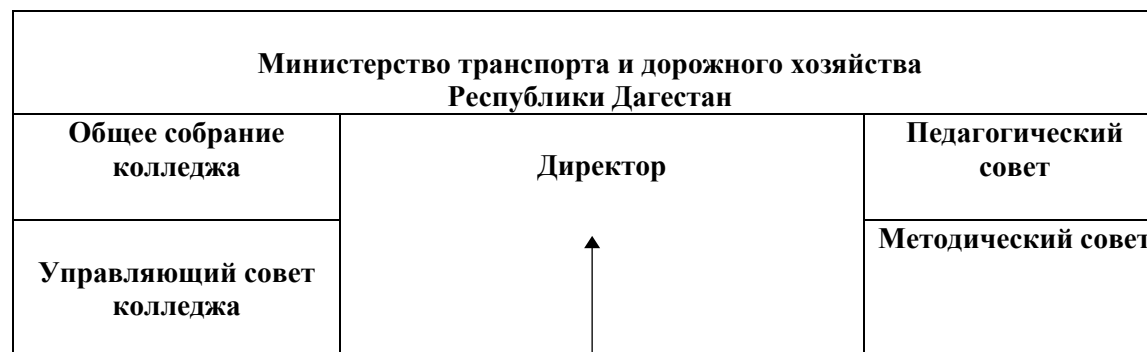 Министерство транспорта и дорожного хозяйства
Республики Дагестан
Общее собрание
колледжа
Директор
Педагогический
совет
Управляющий совет
колледжа
Методический совет